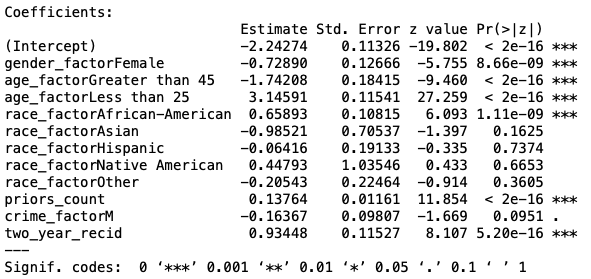 Coefficients:
Estimate Std. Error z value Pr(>|z|)
(Intercept) -2.24274 0.11326 -19.802 < 2e-16 ***
gender_factorFemale -0.72890 0.12666 -5.755 8.66e-09 ***
age_factorGreater than 45 -1.74208 0.18415 -9.460 < 2e-16 ***
age_factorLess than 25 3.14591 0.11541 27.259 < 2e-16 ***
race_factorAfrican-American 0.65893 0.10815 6.093 1.11e-09 ***
race_factorAsian -0.98521 0.70537 -1.397 0.1625
race_factorHispanic -0.06416 0.19133 -0.335 0.7374
race_factorNative American 0.44793 1.03546 0.433 0.6653
race_factorOther -0.20543 0.22464 -0.914 0.3605
priors_count 0.13764 0.01161 11.854 < 2e-16 ***
crime_factorM -0.16367 0.09807 -1.669 0.0951 .
two_year_recid 0.93448 0.11527 8.107 5.20e-16 ***
---
Signif. codes: 0 ‘***’ 0.001 ‘**’ 0.01 ‘*’ 0.05 ‘.’ 0.1 ‘ ’ 1